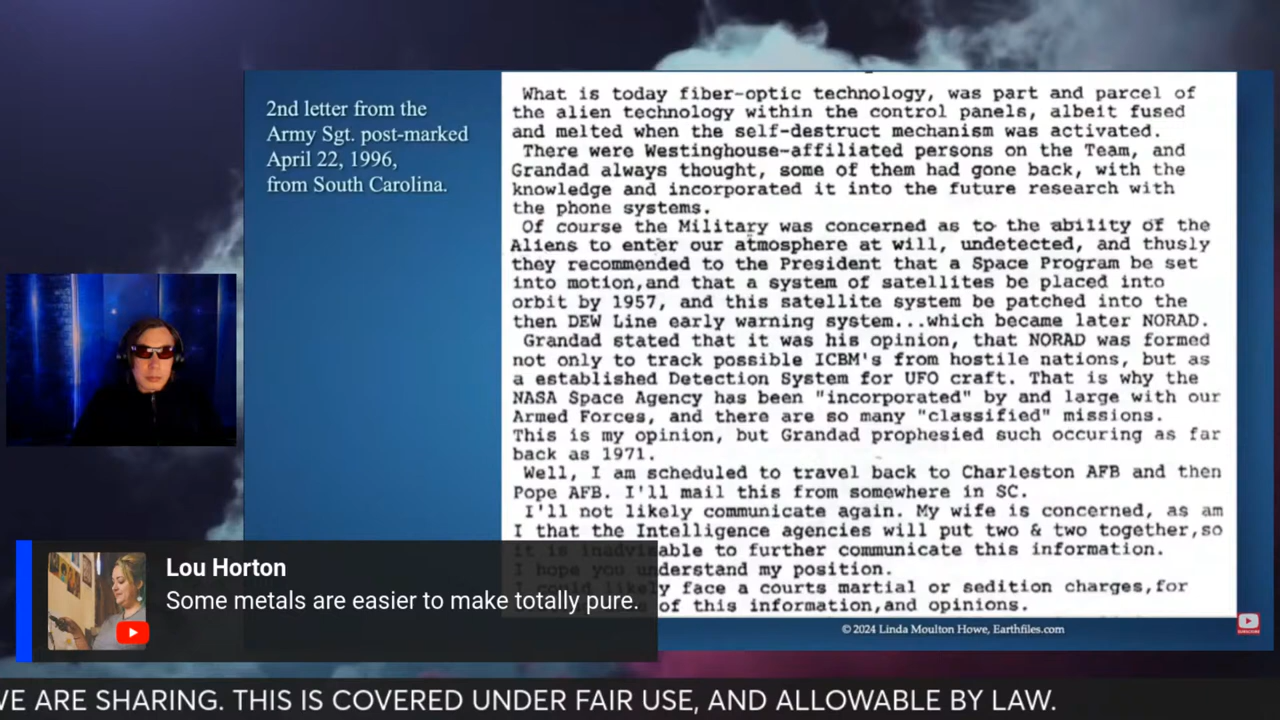 2nd letter from the
Army Sgt. post-marked
April 22, 1996,
from South Carolina.
What is today fiber-optic technology, was part and parcel of
the alien technology within the control panels, albeit fused
and melted when the self-destruct mechanism was activated.
There were Westinghouse-affiliated persons on the Team, and
Grandad always thought, some of them had gone back, with the
knowledge and incorporated it into the future research with
the phone systems.
Of course the Military was concerned as to the ability of the
Aliens to enter our atmosphere at will, undetected, and thusly
they recommended to the President that a Space Program be set
into motion,and that a system of satellites be placed into
orbit by 1957, and this satellite system be patched into the
then DEW Line early warning system...which became later NORAD.
Grandad stated that it was his opinion, that NORAD was formed
not only to track possible ICBM's from hostile nations, but as
a established Detection System for UFO craft. That is why the
NASA Space Agency has been "incorporated" by and large with our
Armed Forces, and there are so many "classified" missions.
This is my opinion, but Grandad prophesied such occuring as far
back as 1971.
Well, I am scheduled to travel back to Charleston AFB and then
Pope AFB. I'll mail this from somewhere in SC.
I'll not likely communicate again. My wife is concerned, as am
I that the Intelligence agencies will put two & two together,so
it is inadvisable to further communicate this information.
I hope you understand my position.
I could likely face a courts martial or sedition charges,for
of this information,and opinions.
© 2024 Linda Moulton Howe, Earthfiles.com
SUBSCRIBE
Lou Horton
Some metals are easier to make totally pure.
WE ARE SHARING. THIS IS COVERED UNDER FAIR USE, AND ALLOWABLE BY LAW.